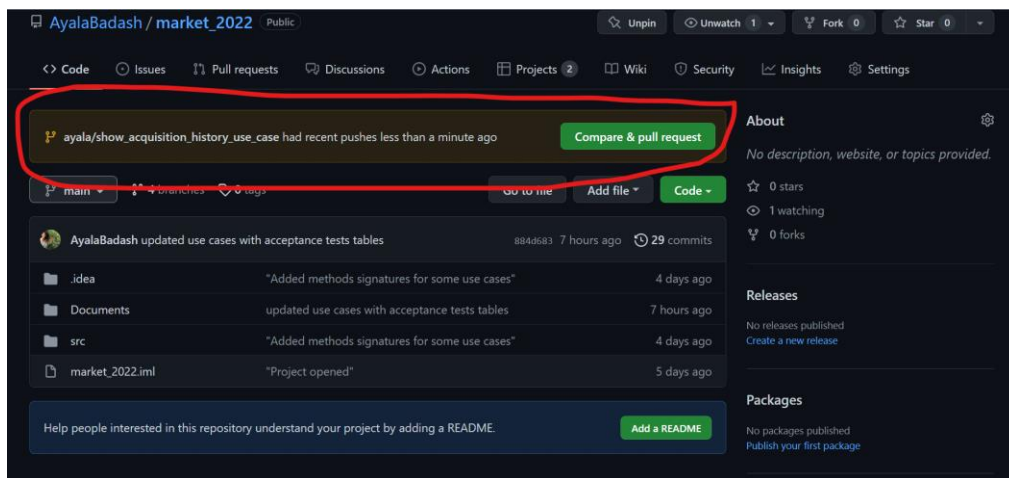 AyalaBadash / market_2022 Public
Unpin Unwatch 1 Fork 0 Star 0
Code Issues Pull requests Discussions Actions Projects 2 Wiki Security Insights Settings
ayala/show_acquisition_history_use_case had recent pushes less than a minute ago
Compare & pull request
main 4 branches 0 tags Go to file Add file Code
AyalaBadash updated use cases with acceptance tests tables 884d683 7 hours ago 29 commits
.idea "Added methods signatures for some use cases" 4 days ago
Documents updated use cases with acceptance tests tables 7 hours ago
src "Added methods signatures for some use cases" 4 days ago
market_2022.iml "Project opened" 5 days ago
Help people interested in this repository understand your project by adding a README. Add a README
About
No description, website, or topics provided.
0 stars
1 watching
0 forks
Releases
No releases published
Create a new release
Packages
No packages published
Publish your first package